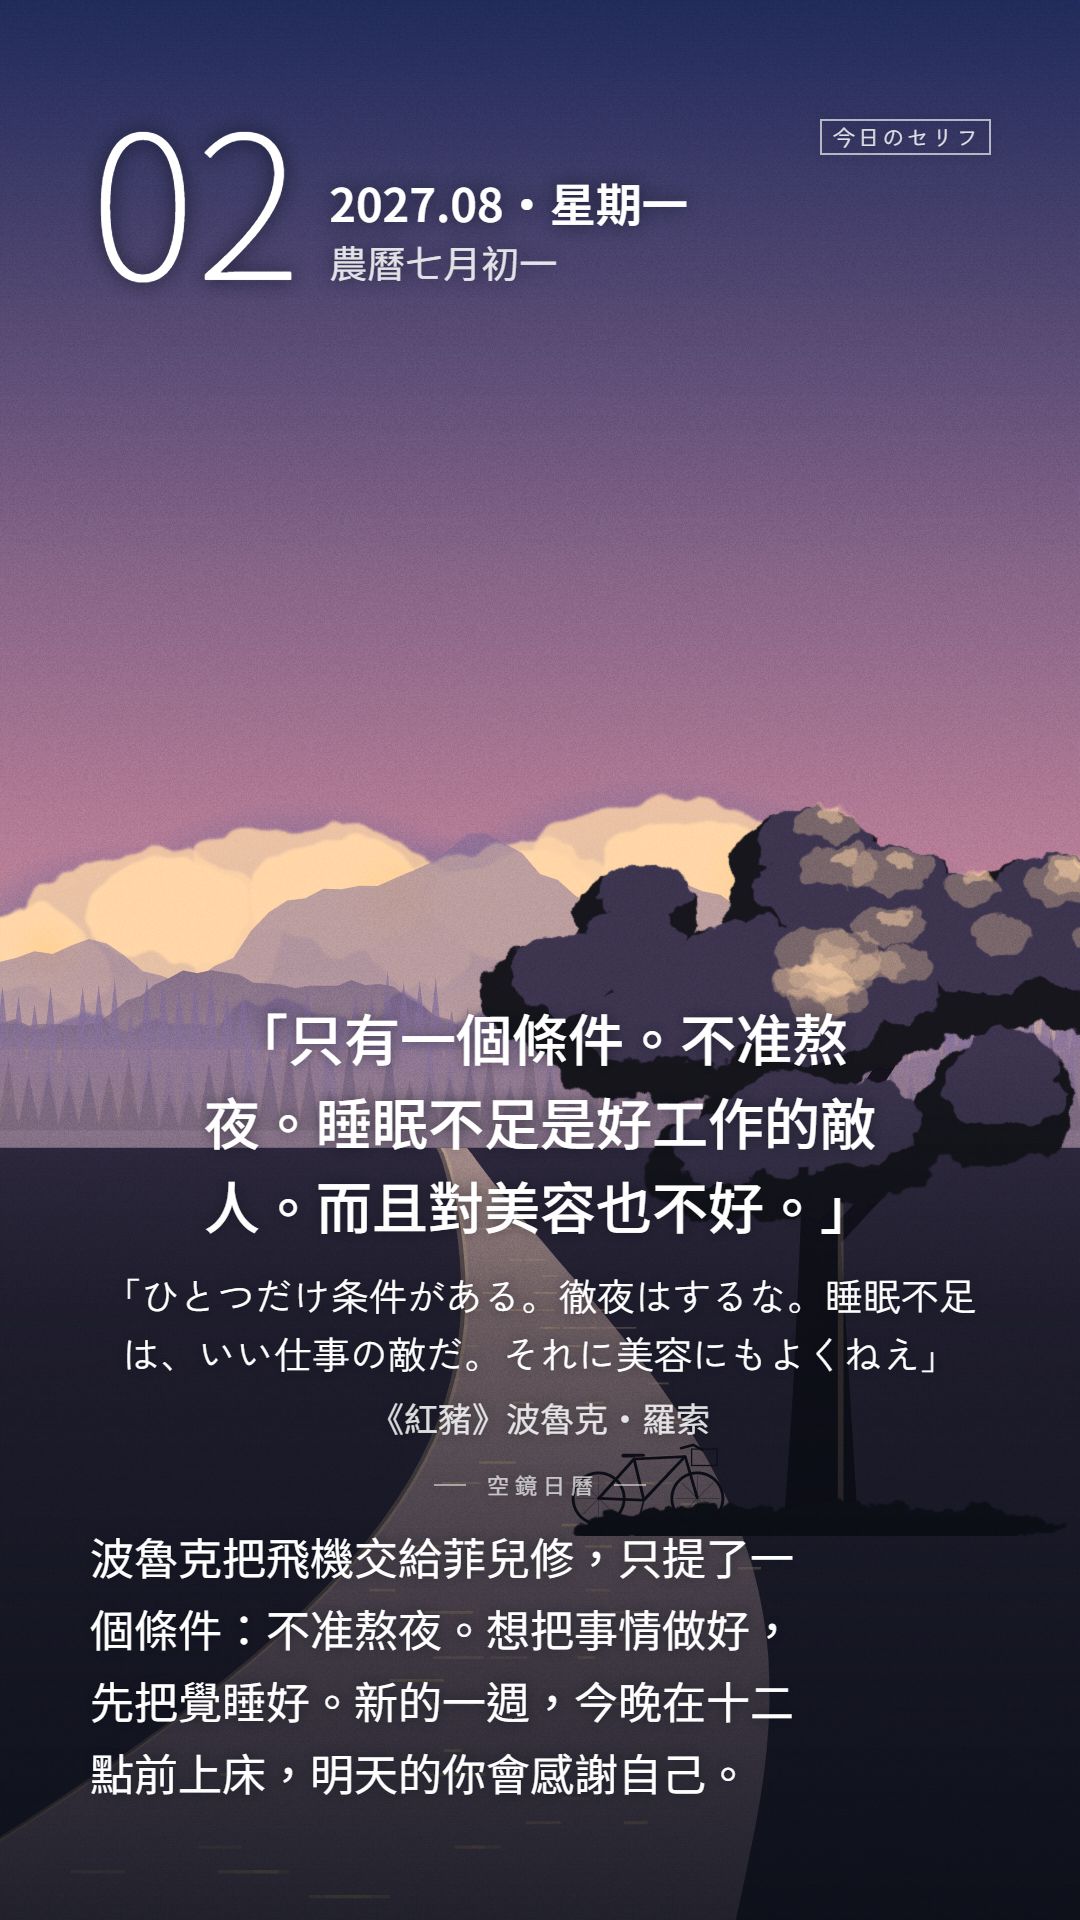 02
今日のセリフ
2027.08・星期一
農曆七月初一
「只有一個條件。不准熬
夜。睡眠不足是好工作的敵
人。而且對美容也不好。」
「ひとつだけ条件がある。徹夜はするな。睡眠不足
は、いい仕事の敵だ。それに美容にもよくねえ」
《紅豬》波魯克・羅索
空鏡日曆
波魯克把飛機交給菲兒修，只提了一
個條件：不准熬夜。想把事情做好，
先把覺睡好。新的一週，今晚在十二
點前上床，明天的你會感謝自己。